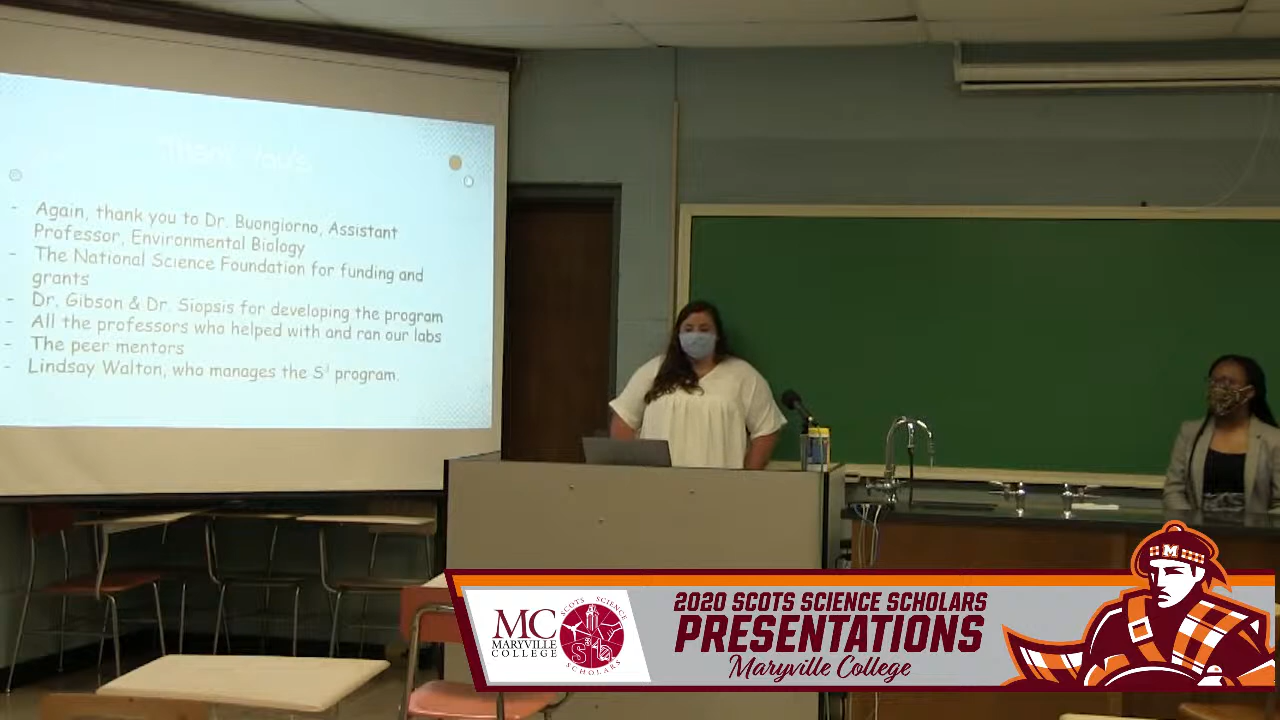 Thank You's
- Again, thank you to Dr. Buongiorno, Assistant
Professor, Environmental Biology
- The National Science Foundation for funding and
grants
- Dr. Gibson & Dr. Siopsis for developing the program
- All the professors who helped with and ran our labs
- The peer mentors
- Lindsay Walton, who manages the S³ program.
MC
MARYVILLE
COLLEGE
SCOTS SCIENCE
SCHOLARS
2020 SCOTS SCIENCE SCHOLARS
PRESENTATIONS
Maryville College
M